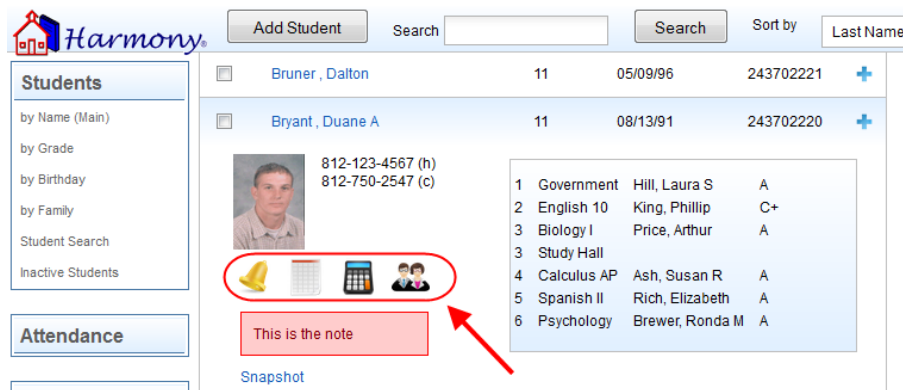 Harmony®
Add Student
Search
Search
Sort by
Last Name
Students
by Name (Main)
by Grade
by Birthday
by Family
Student Search
Inactive Students
Attendance
Bruner , Dalton 11 05/09/96 243702221
Bryant , Duane A 11 08/13/91 243702220
812-123-4567 (h)
812-750-2547 (c)
1 Government Hill, Laura S A
2 English 10 King, Phillip C+
3 Biology I Price, Arthur A
3 Study Hall
4 Calculus AP Ash, Susan R A
5 Spanish II Rich, Elizabeth A
6 Psychology Brewer, Ronda M A
This is the note
Snapshot